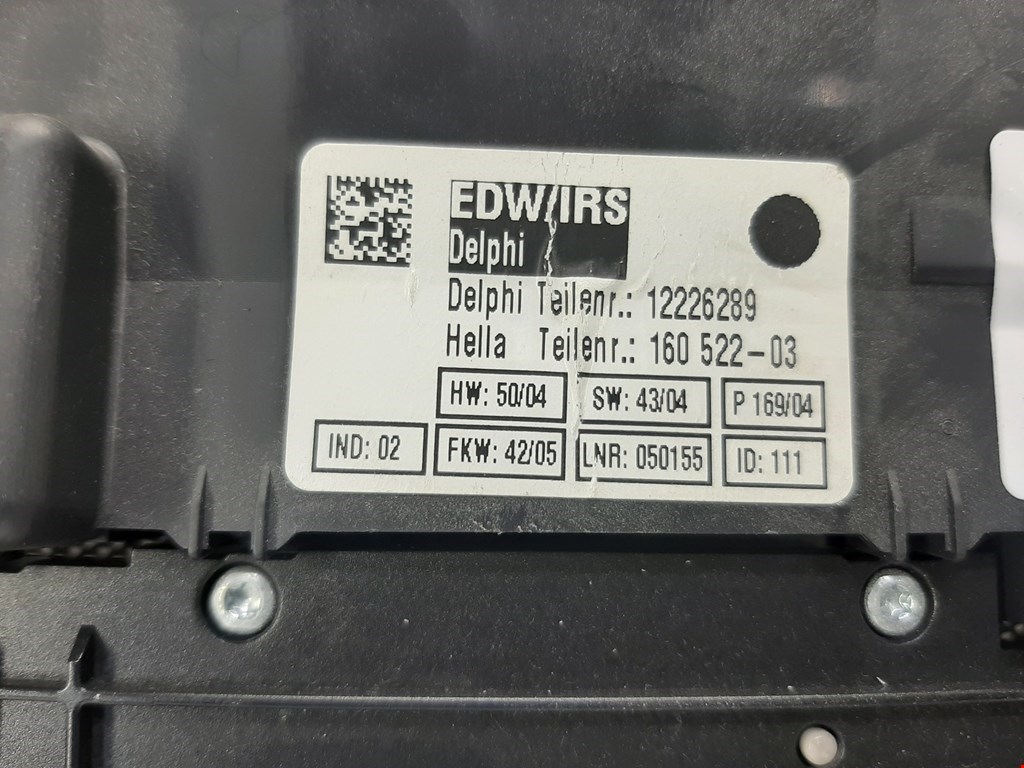 EDW/IRS
Delphi
Delphi Teilenr.: 12226289
Hella Teilenr.: 160 522-03
HW: 50/04 SW: 43/04 P 169/04
IND: 02 FKW: 42/05 LNR: 050155 ID: 111